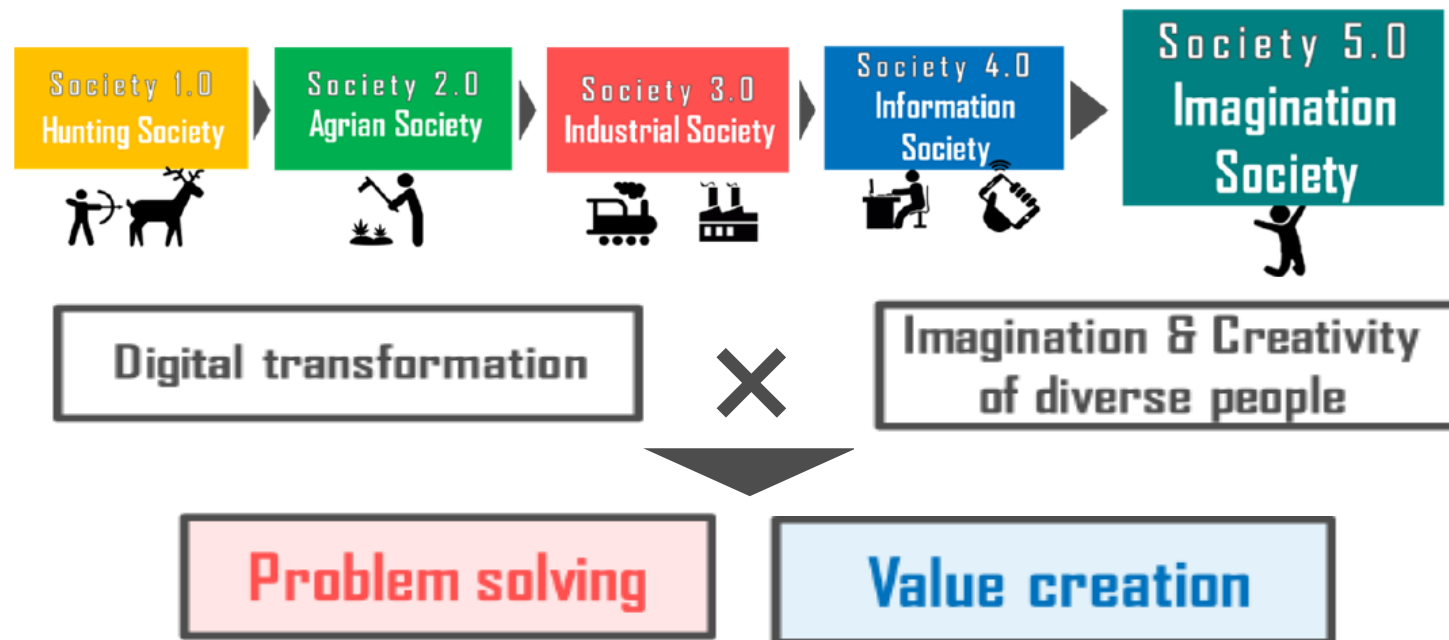 Society 1.0
Hunting Society
Society 2.0
Agrian Society
Society 3.0
Industrial Society
Society 4.0
Information
Society
Society 5.0
Imagination
Society
Digital transformation
×
Imagination & Creativity
of diverse people
Problem solving
Value creation